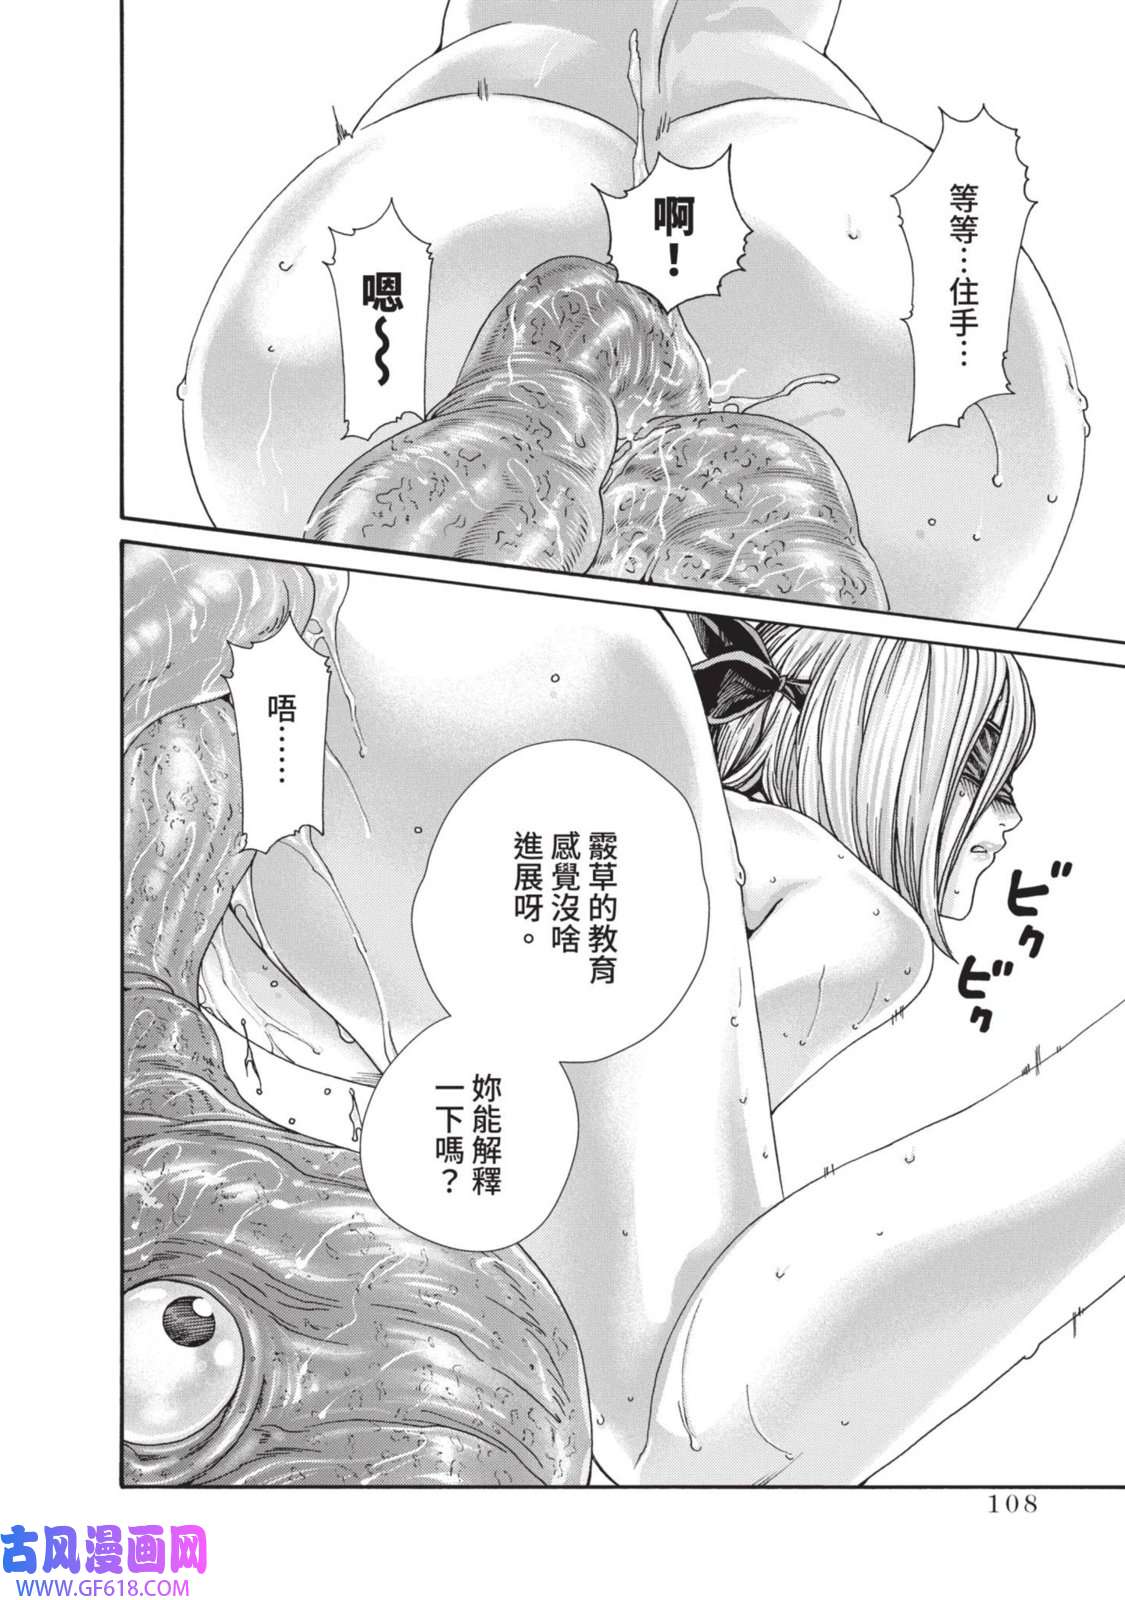 等等…住手…
啊！
嗯～
霰草的教育
感覺沒啥
進展呀。
妳能解釋
一下嗎？
唔……
ビク
ビク
108
古风漫画网
WWW.GF618.COM